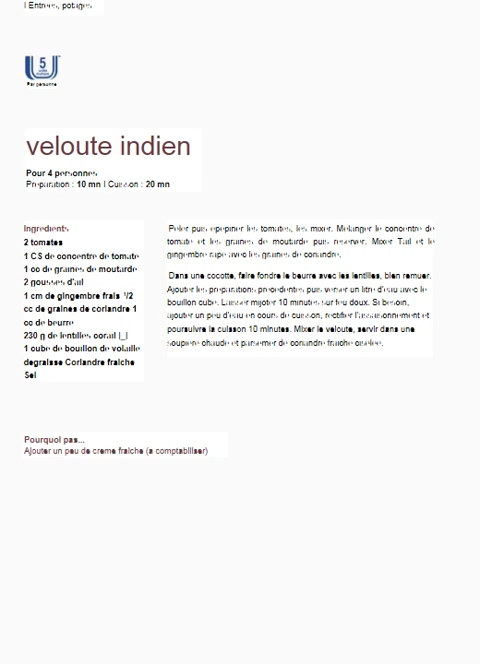 I Entrees, potages
5
Par personne
veloute indien
Pour 4 personnes
Preparation : 10 mn I Cuisson : 20 mn
Ingredients
2 tomates
1 CS de concentre de tomate
1 cc de graines de moutarde
2 gousses d'ail
1 cm de gingembre frais 1/2
cc de graines de coriandre 1
cc de beurre
230 g de lentilles corail |_|
1 cube de bouillon de volaille
degraisse Coriandre fraiche
Sel
Peler puis epepiner les tomates, les mixer. Melanger le concentre de
tomate et les graines de moutarde puis reserver. Mixer Tail et le
gingembre rape avec les graines de coriandre.
Dans une cocotte, faire fondre le beurre avec les lentilles, bien remuer.
Ajouter les preparations precedentes puis verser un litre d'eau avec le
bouillon cube. Laisser mijoter 10 minutes sur feu doux. Si besoin,
ajouter un peu d'eau en cours de cuisson, rectifier l'assaisonnement et
poursuivre la cuisson 10 minutes. Mixer le veloute, servir dans une
soupiere chaude et parsemer de coriandre fraiche ciselee.
Pourquoi pas...
Ajouter un peu de creme fraiche (a comptabiliser)